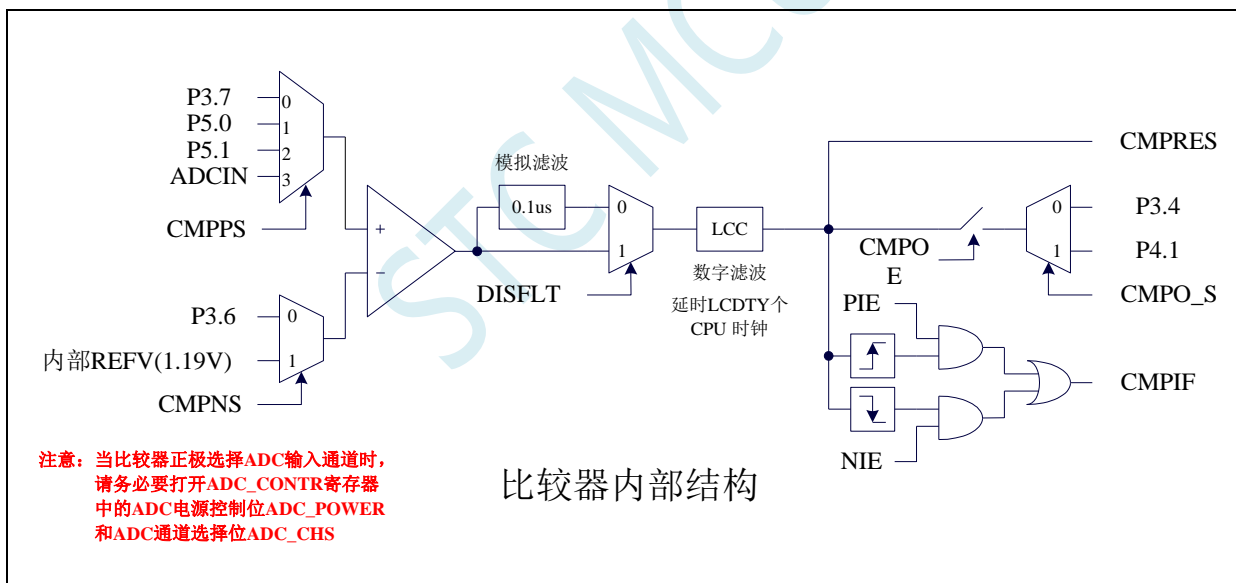 STC MC
P3.7
P5.0
P5.1
ADCIN
0
1
2
3
CMPPS
+
−
P3.6
内部REFV(1.19V)
0
1
CMPNS
模拟滤波
0.1us
0
1
DISFLT
LCC
数字滤波
延时LCDTY个
CPU 时钟
CMPRES
CMPO
E
0
1
P3.4
P4.1
CMPO_S
PIE
NIE
CMPIF
注意：当比较器正极选择ADC输入通道时，
请务必要打开ADC_CONTR寄存器
中的ADC电源控制位ADC_POWER
和ADC通道选择位ADC_CHS
比较器内部结构